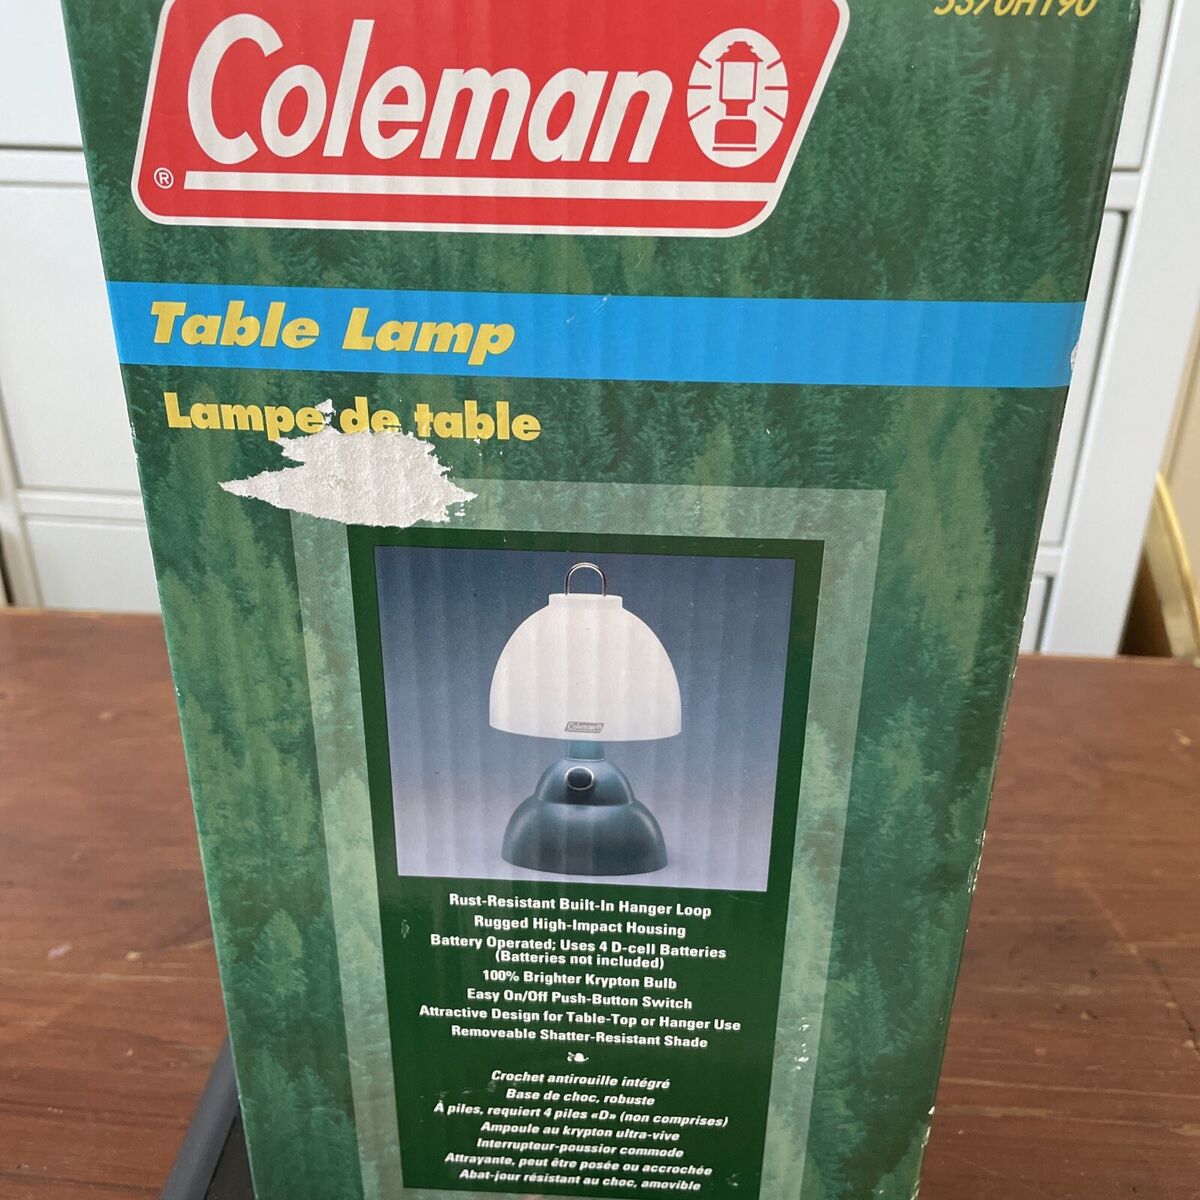 Coleman
®
Table Lamp
Lampe de table
Coleman
Rust-Resistant Built-In Hanger Loop
Rugged High-Impact Housing
Battery Operated; Uses 4 D-cell Batteries
(Batteries not included)
100% Brighter Krypton Bulb
Easy On/Off Push-Button Switch
Attractive Design for Table-Top or Hanger Use
Removeable Shatter-Resistant Shade
Crochet antirouille intégré
Base de choc, robuste
À piles, requiert 4 piles «D» (non comprises)
Ampoule au krypton ultra-vive
Interrupteur-poussior commode
Attrayante, peut être posée ou accrochée
Abat-jour résistant au choc, amovible